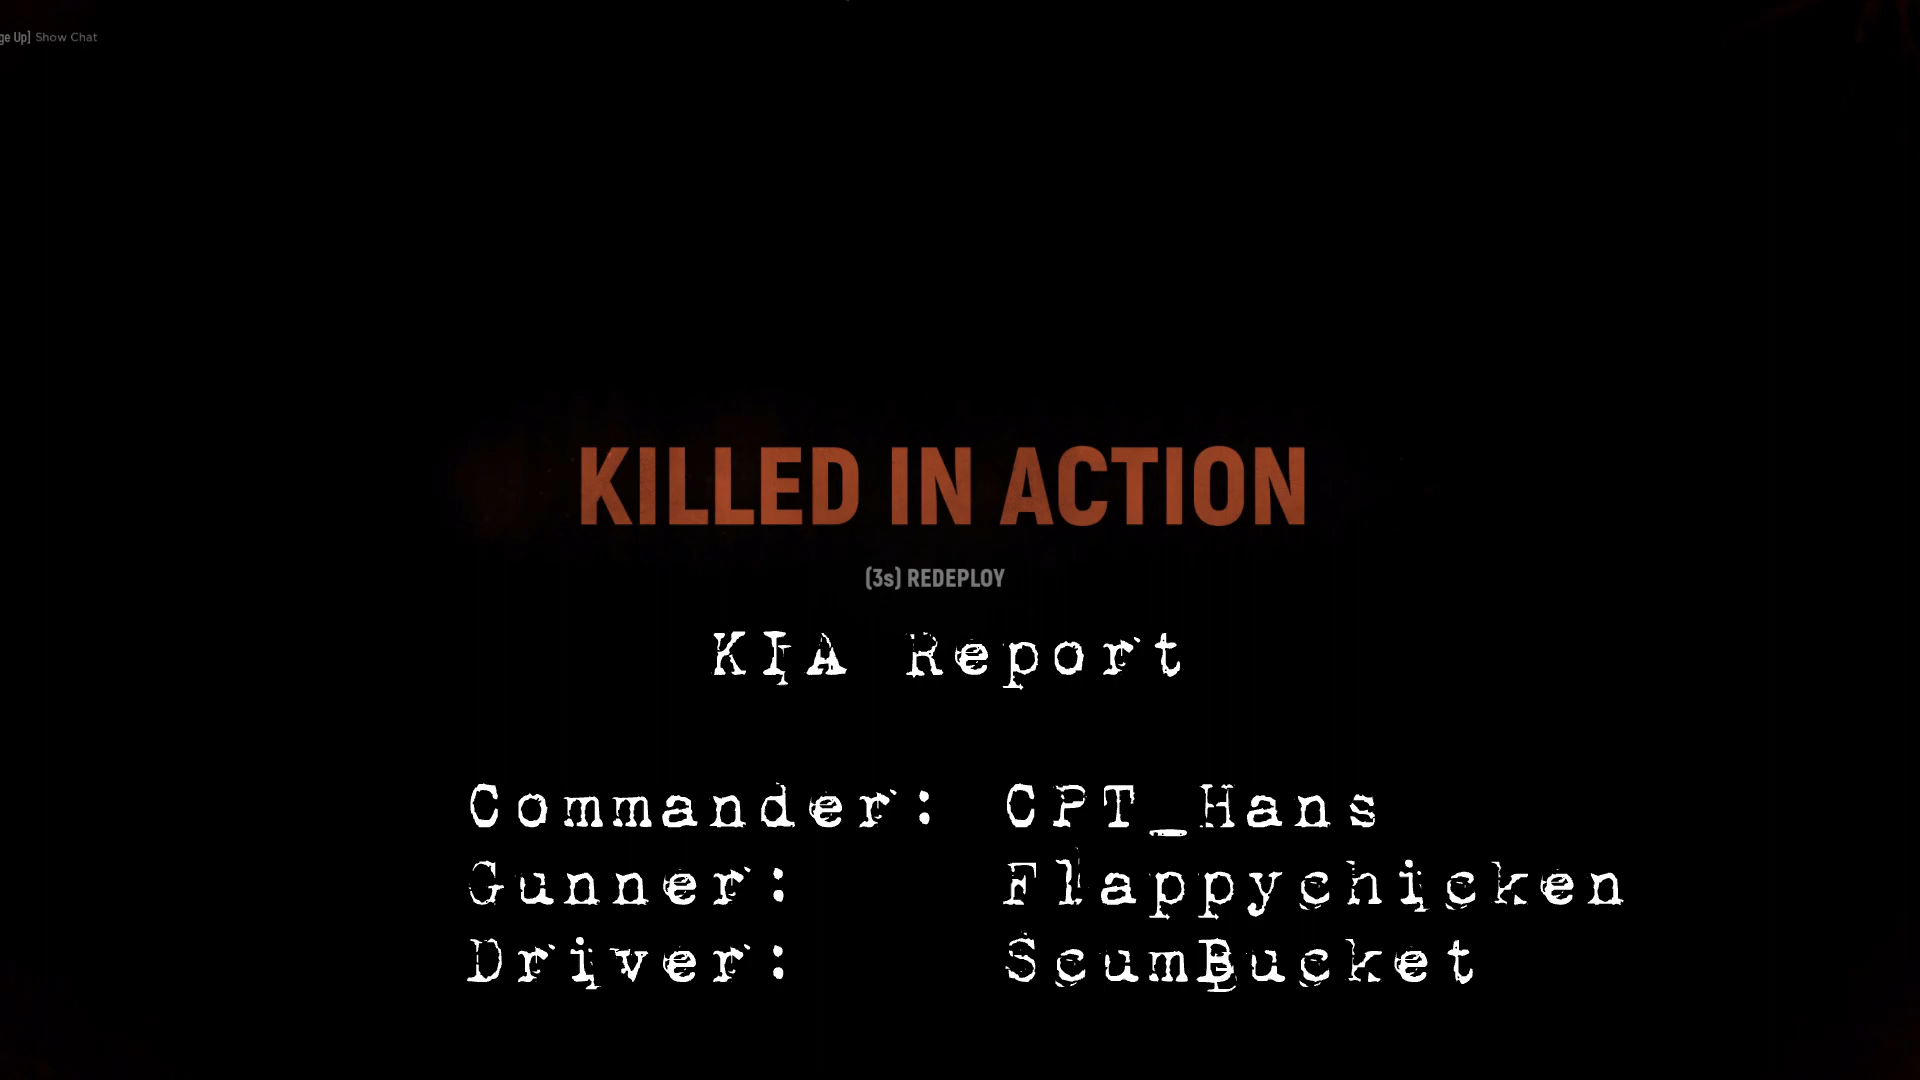 ge Up] Show Chat
KILLED IN ACTION
(3s) REDEPLOY
KIA Report
Commander: CPT_Hans
Gunner: Flappychicken
Driver: ScumBucket